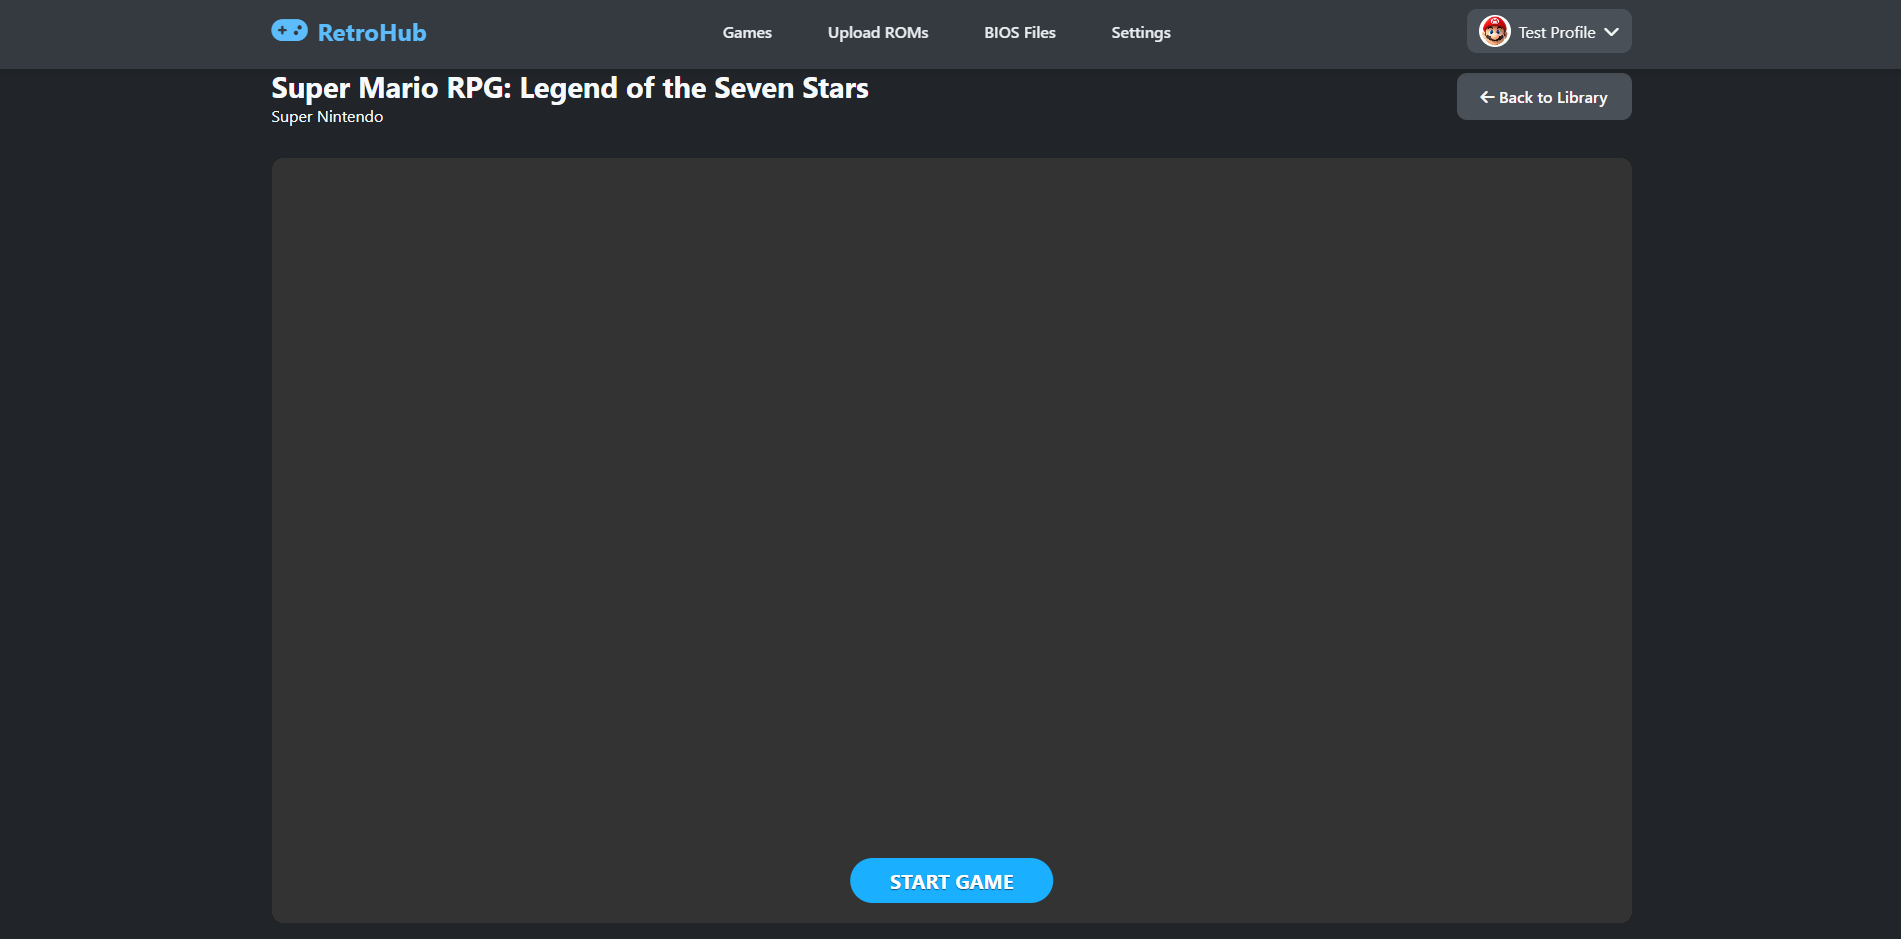 RetroHub
Games
Upload ROMs
BIOS Files
Settings
Test Profile
Super Mario RPG: Legend of the Seven Stars
Super Nintendo
Back to Library
START GAME